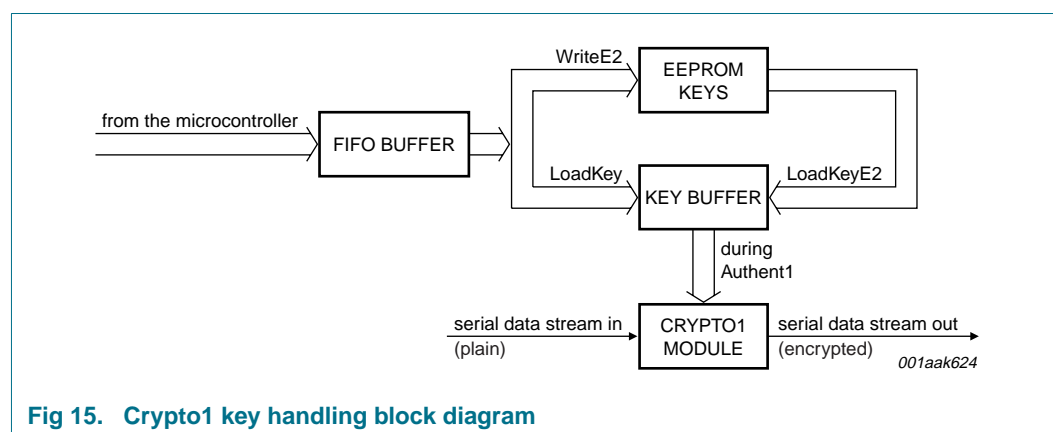 WriteE2
EEPROM
KEYS
from the microcontroller
FIFO BUFFER
LoadKey
LoadKeyE2
KEY BUFFER
during
Authent1
serial data stream in
(plain)
CRYPTO1
MODULE
serial data stream out
(encrypted)
001aak624
Fig 15. Crypto1 key handling block diagram